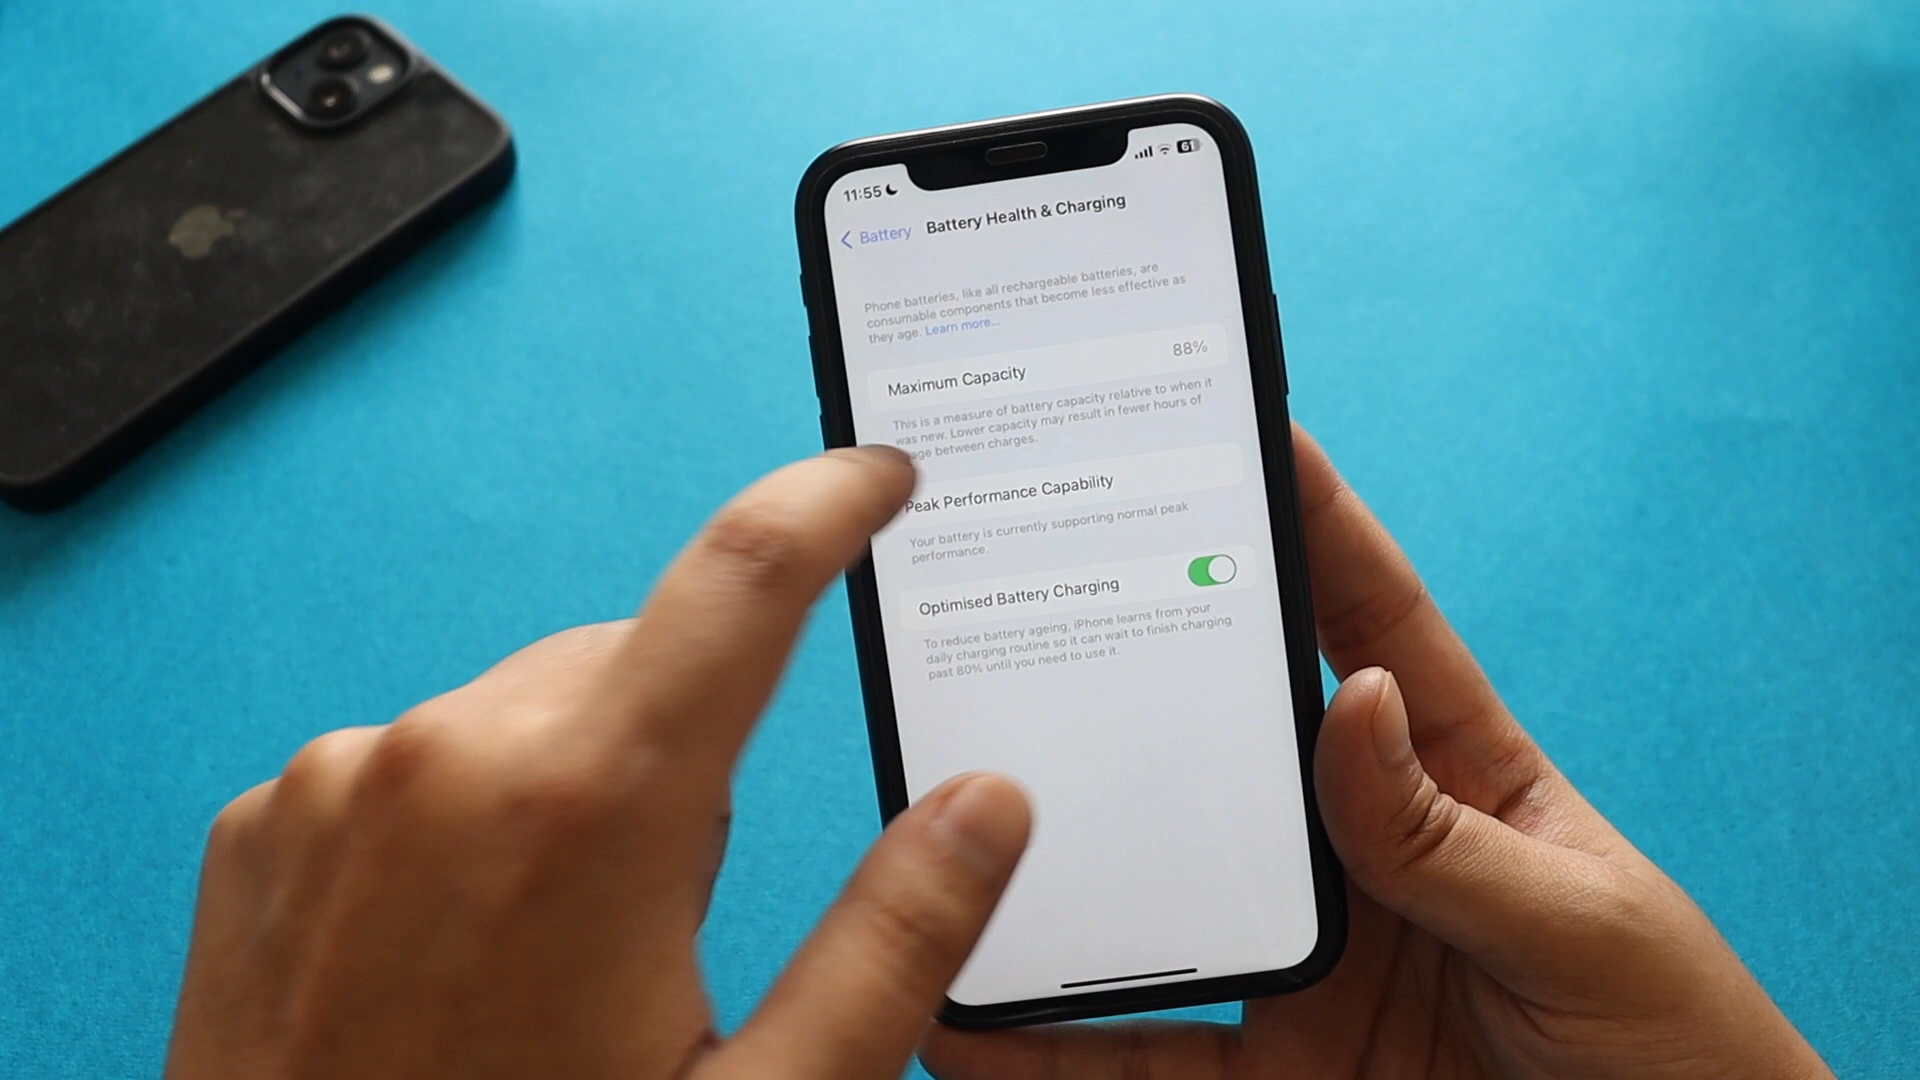 11:55
61
Battery
Battery Health & Charging
Phone batteries, like all rechargeable batteries, are
consumable components that become less effective as
they age. Learn more...
Maximum Capacity
88%
This is a measure of battery capacity relative to when it
was new. Lower capacity may result in fewer hours of
age between charges.
Peak Performance Capability
Your battery is currently supporting normal peak
performance.
Optimised Battery Charging
To reduce battery ageing, iPhone learns from your
daily charging routine so it can wait to finish charging
past 80% until you need to use it.